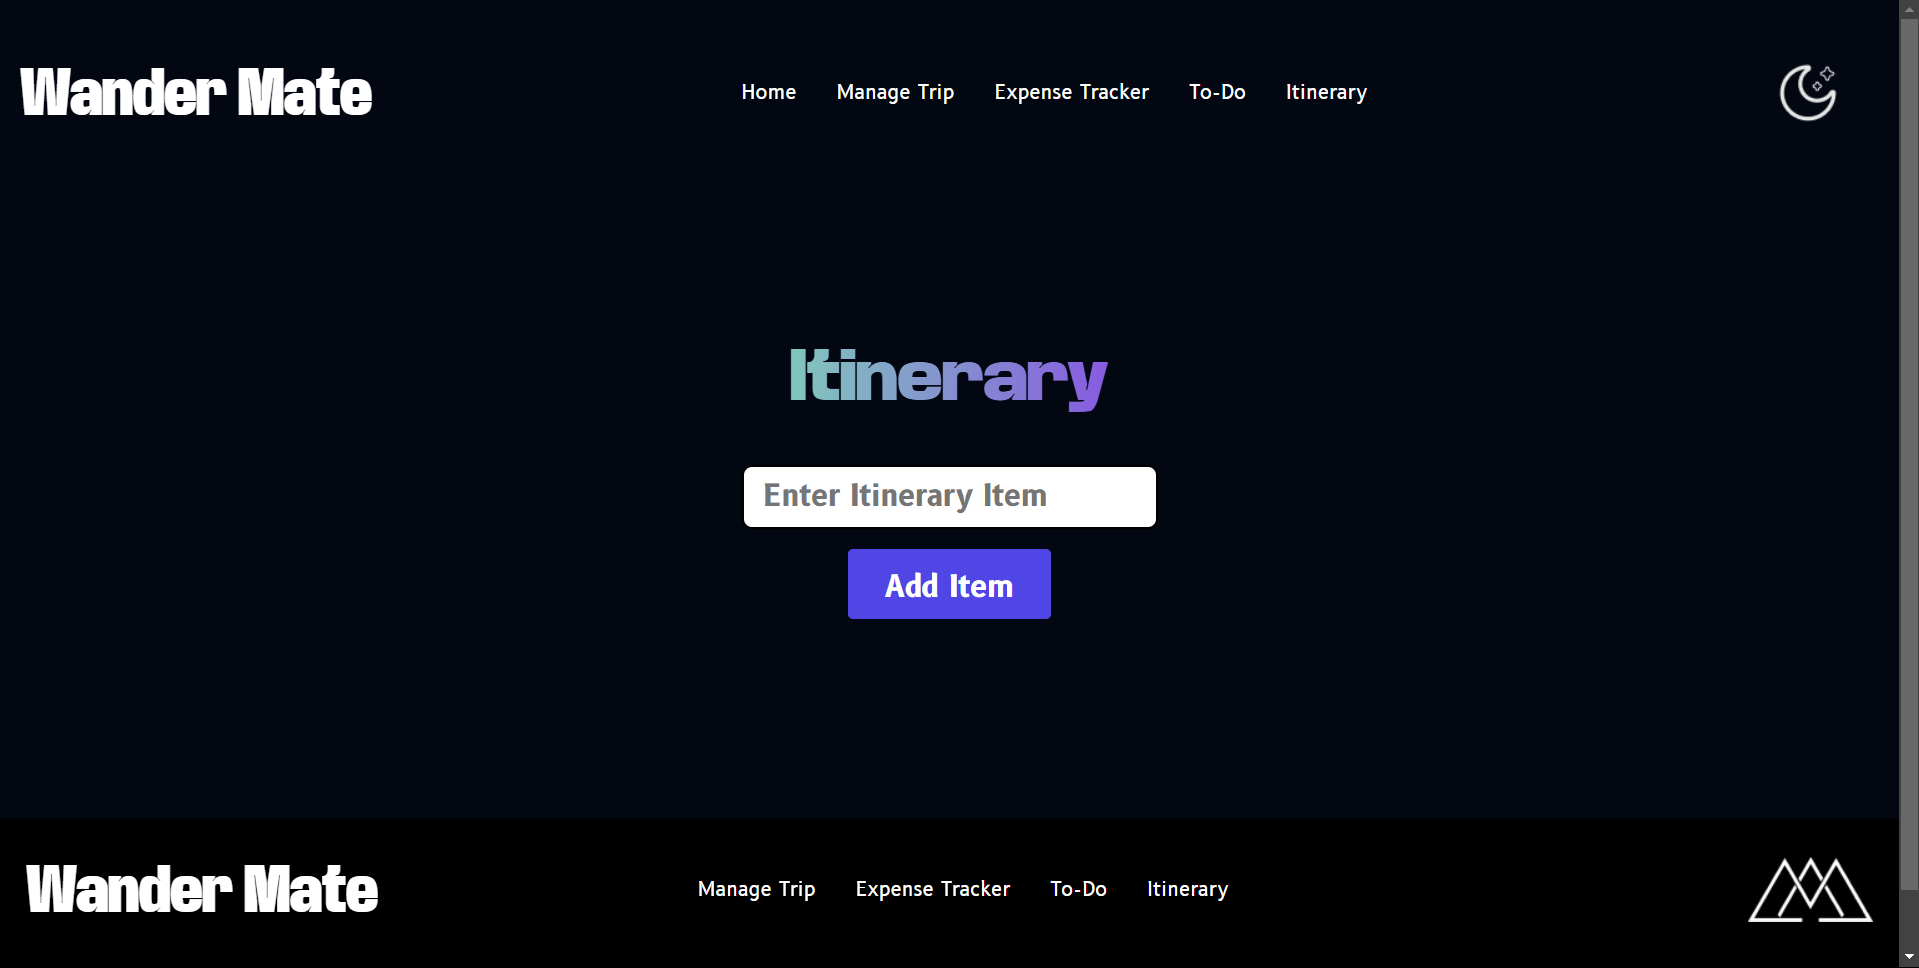 Wander Mate
Home Manage Trip Expense Tracker To-Do Itinerary
Itinerary
Enter Itinerary Item
Add Item
Wander Mate
Manage Trip Expense Tracker To-Do Itinerary